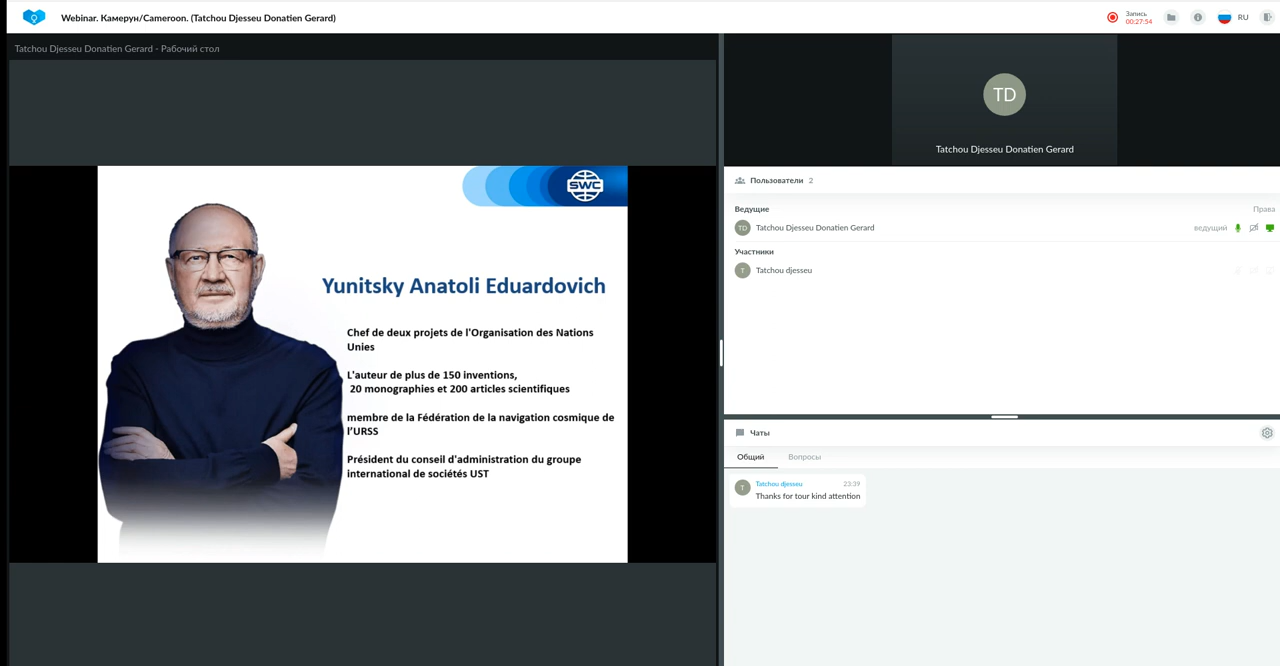 Webinar. Камерун/Cameroon. (Tatchou Djesseu Donatien Gerard)
Запись
00:27:54
RU
Tatchou Djesseu Donatien Gerard - Рабочий стол
SWC
Yunitsky Anatoli Eduardovich
Chef de deux projets de l'Organisation des Nations
Unies
L'auteur de plus de 150 inventions,
20 monographies et 200 articles scientifiques
membre de la Fédération de la navigation cosmique de
l’URSS
Président du conseil d'administration du groupe
international de sociétés UST
TD
Tatchou Djesseu Donatien Gerard
Пользователи 2
Ведущие Права
TD Tatchou Djesseu Donatien Gerard ведущий
Участники
T Tatchou djesseu
Чаты
Общий Вопросы
T Tatchou djesseu 23:39
Thanks for tour kind attention